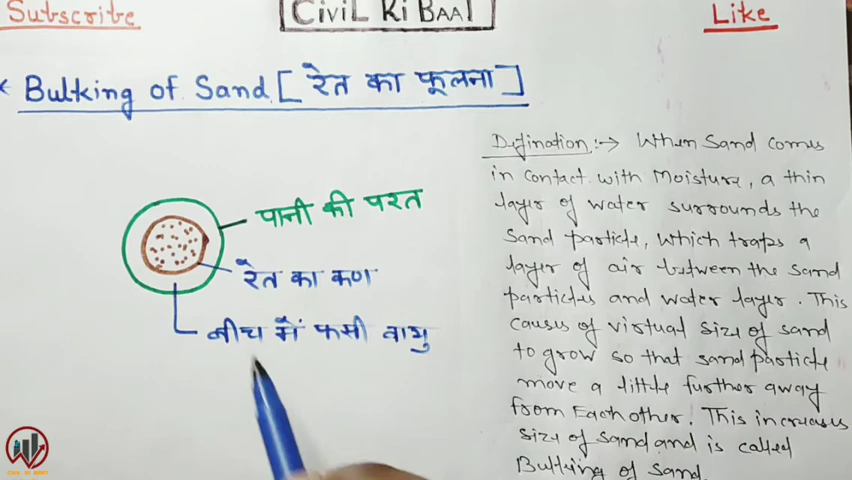 Subscribe
CiviL Ki BaaT
Like
Bulking of Sand [ रेत का फूलना ]
पानी की परत
रेत का कण
बीच में फसी वायु
Defination :→ When Sand comes
in contact with Moisture, a thin
layer of water surrounds the
Sand particle, which traps a
layer of air between the sand
particles and water layer. This
causes of virtual size of sand
to grow so that sand particle
move a little further away
from Each other. This increases
size of sand and is called
Bulking of Sand.
CIVIL KI BAAT